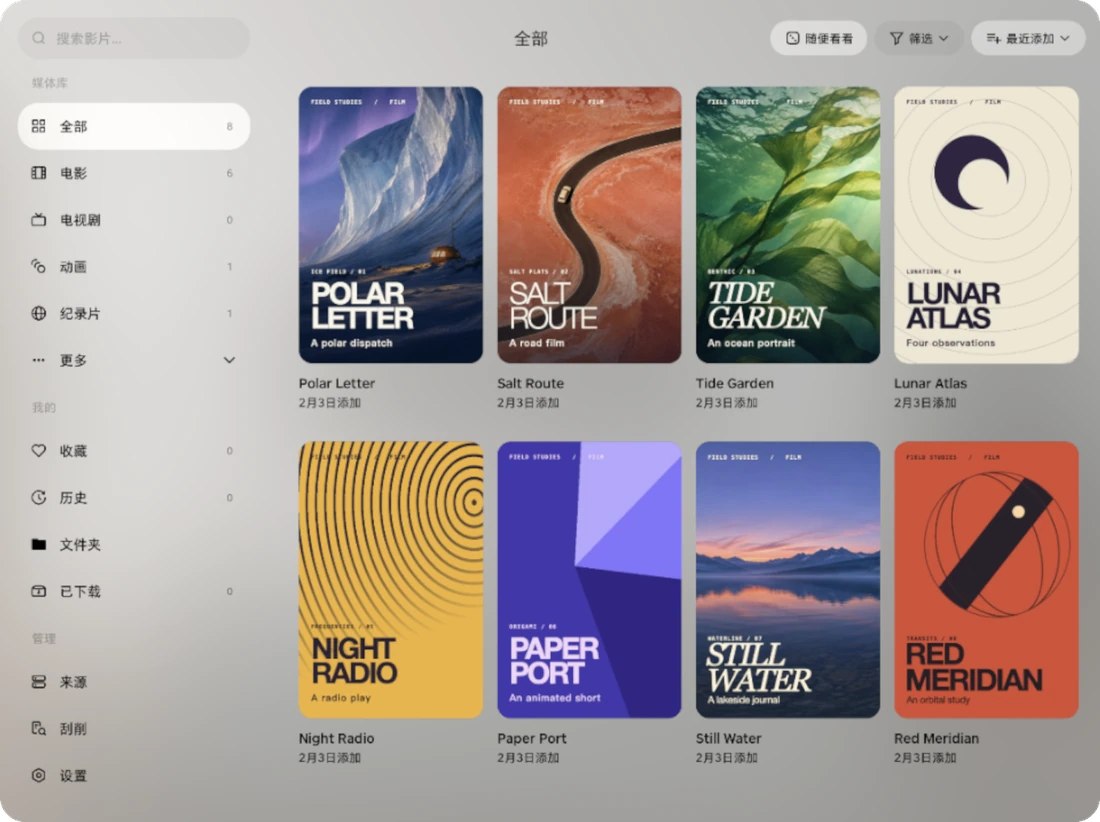 搜索影片...
全部
随便看看
筛选
最近添加
媒体库
全部 8
电影 6
电视剧 0
动画 1
纪录片 1
更多
我的
收藏 0
历史 0
文件夹
已下载 0
管理
来源
刮削
设置
FIELD STUDIES / FILM
ICE FIELD / 01
POLAR
LETTER
A polar dispatch
Polar Letter
2月3日添加
FIELD STUDIES / FILM
SALT FLATS / 02
SALT
ROUTE
A road film
Salt Route
2月3日添加
FIELD STUDIES / FILM
BENTHIC / 03
TIDE
GARDEN
An ocean portrait
Tide Garden
2月3日添加
FIELD STUDIES / FILM
LUNATIONS / 04
LUNAR
ATLAS
Four observations
Lunar Atlas
2月3日添加
FIELD STUDIES / FILM
FREQUENCIES / 05
NIGHT
RADIO
A radio play
Night Radio
2月3日添加
FIELD STUDIES / FILM
ORIGAMI / 06
PAPER
PORT
An animated short
Paper Port
2月3日添加
FIELD STUDIES / FILM
WATERLINE / 07
STILL
WATER
A lakeside journal
Still Water
2月3日添加
FIELD STUDIES / FILM
TRANSITS / 08
RED
MERIDIAN
An orbital study
Red Meridian
2月3日添加